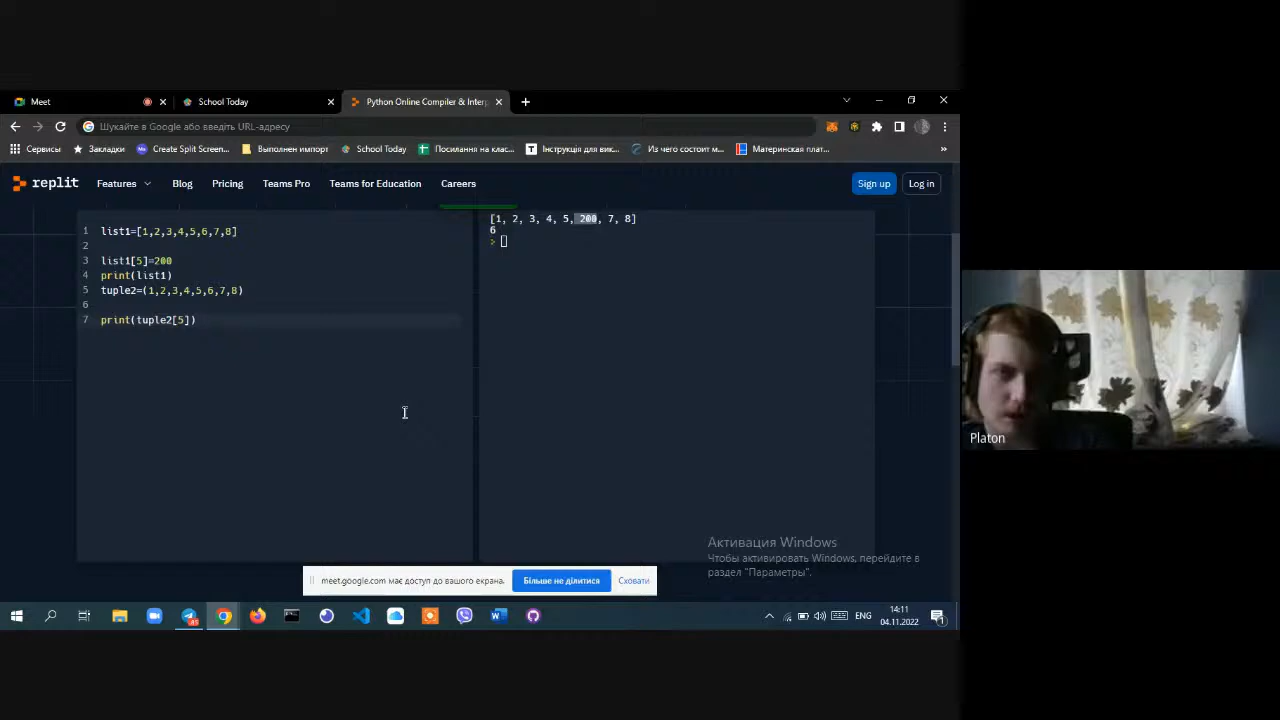 Meet
School Today
Python Online Compiler & Interp
Шукайте в Google або введіть URL-адресу
Сервисы
Закладки
Create Split Screen...
Выполнен импорт
School Today
Посилання на клас...
Інструкція для вик...
Из чего состоит м...
Материнская плат...
»
replit
Features
Blog
Pricing
Teams Pro
Teams for Education
Careers
Sign up
Log in
1 list1=[1,2,3,4,5,6,7,8]
2
3 list1[5]=200
4 print(list1)
5 tuple2=(1,2,3,4,5,6,7,8)
6
7 print(tuple2[5])
[1, 2, 3, 4, 5, 200, 7, 8]
6
>
Platon
Активация Windows
Чтобы активировать Windows, перейдите в
раздел "Параметры".
meet.google.com має доступ до вашого екрана.
Більше не ділитися
Сховати
ENG
14:11
04.11.2022